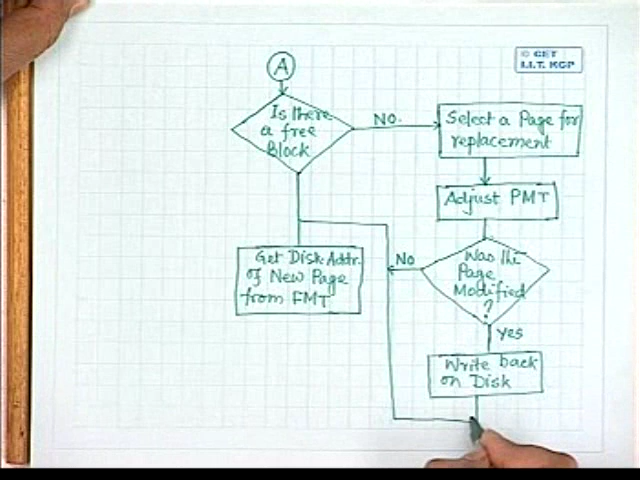 © CET
I.I.T. KGP
A
Is there
a free
Block
NO.
Select a Page for
replacement
Adjust PMT
Was the
Page
Modified
?
No
Yes
Get Disk Addr.
of New Page
from FMT
Write back
on Disk